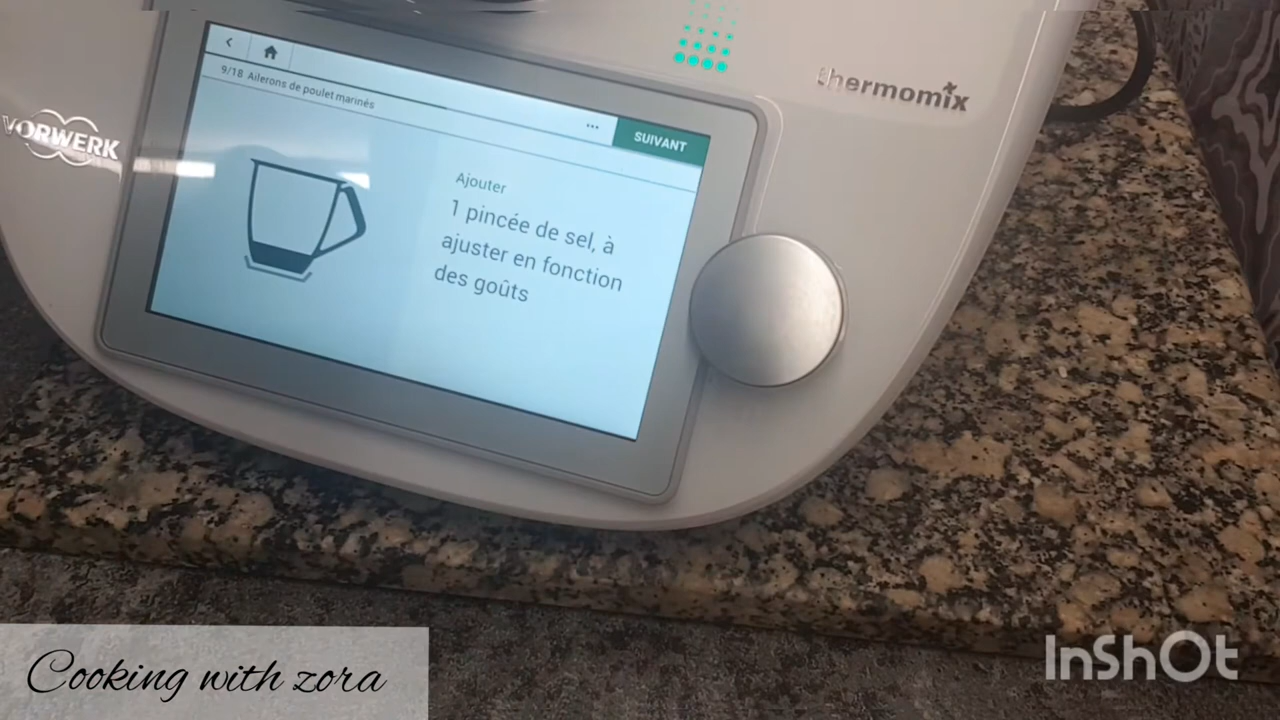 thermomix
VORWERK
9/18 Ailerons de poulet marinés
SUIVANT
Ajouter
1 pincée de sel, à
ajuster en fonction
des goûts
Cooking with zora
InShOt